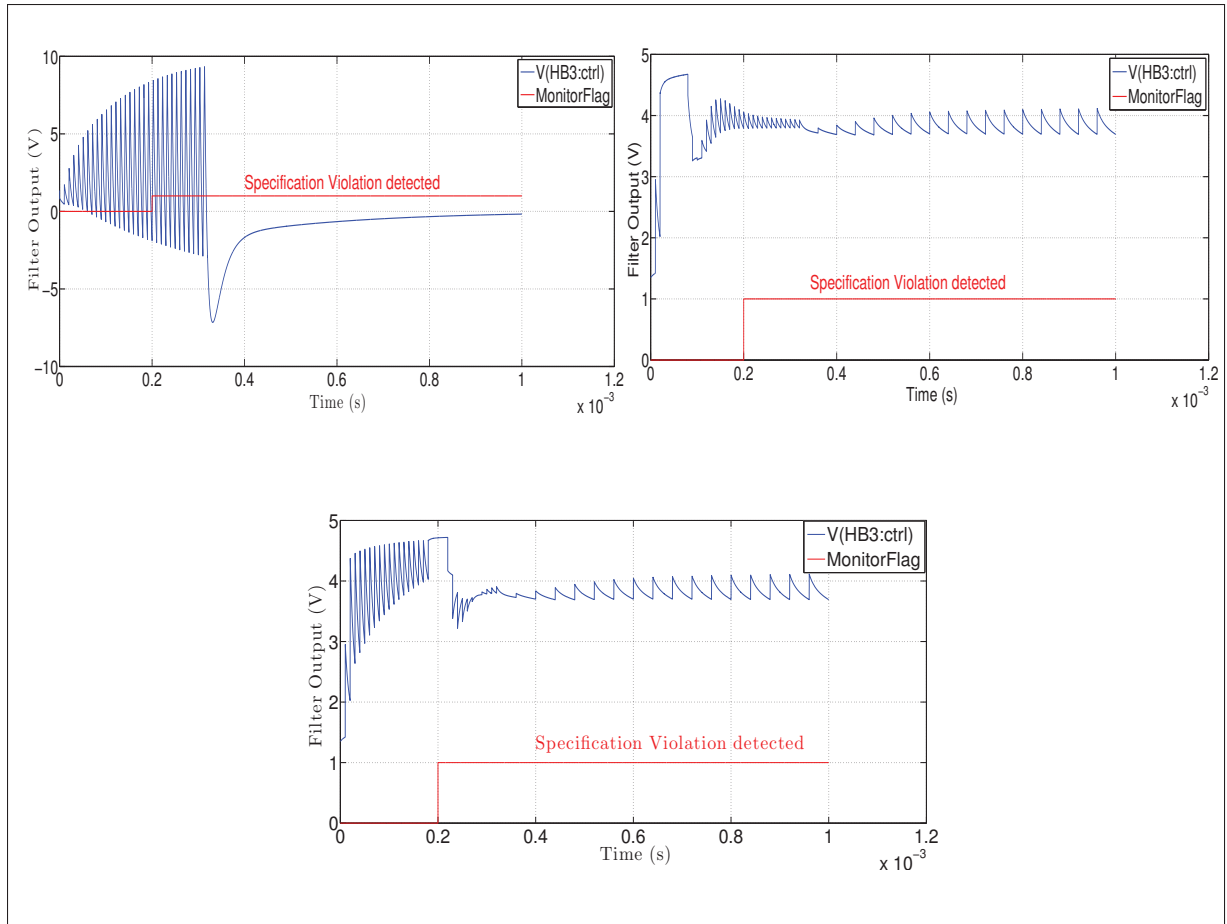 10
5
0
−5
−10
Filter Output (V)
V(HB3:ctrl)
MonitorFlag
Specification Violation detected
0 0.2 0.4 0.6 0.8 1 1.2
Time (s)
x 10⁻³
5
4
3
2
1
0
Filter Output (V)
V(HB3:ctrl)
MonitorFlag
Specification Violation detected
0 0.2 0.4 0.6 0.8 1 1.2
Time (s)
x 10⁻³
5
4
3
2
1
0
Filter Output (V)
V(HB3:ctrl)
MonitorFlag
Specification Violation detected
0 0.2 0.4 0.6 0.8 1 1.2
Time (s)
x 10⁻³